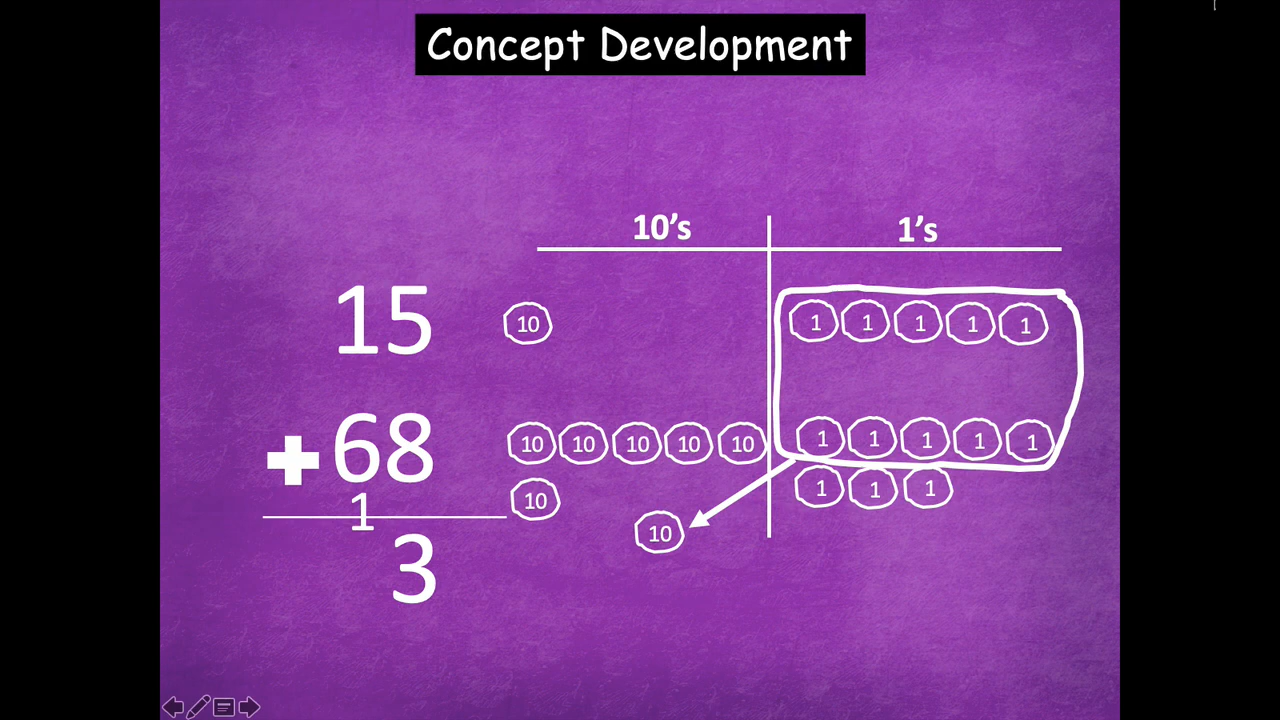 Concept Development
10's 1's
15 10 1 1 1 1 1
+68 10 10 10 10 10 1 1 1 1 1
10 1 1 1
1 10
3